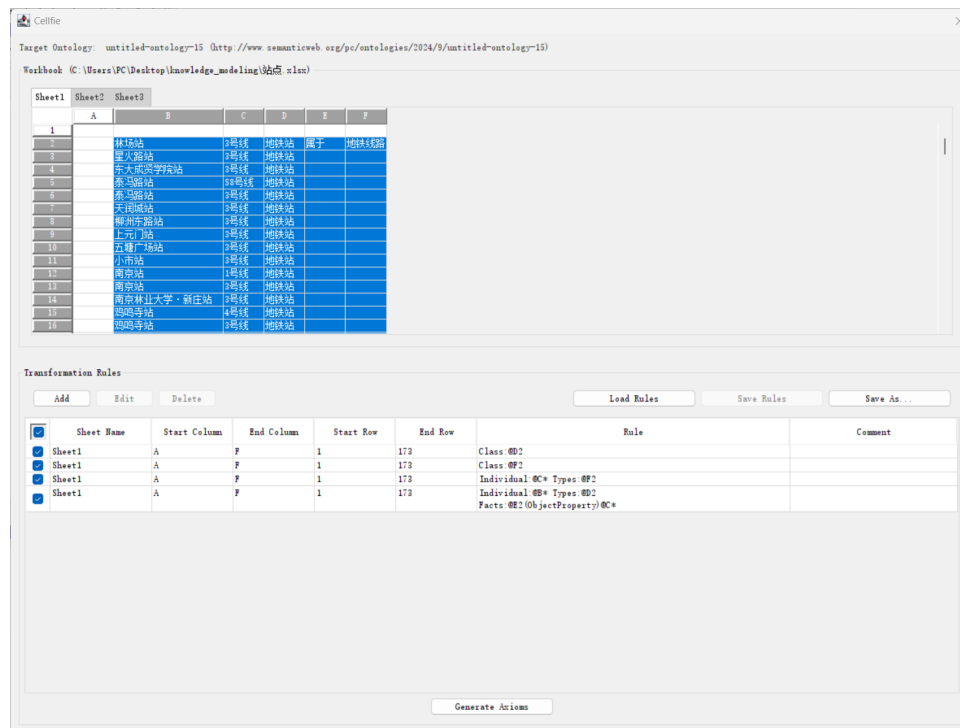 Cellfie
Target Ontology: untitled-ontology-15 (http://www.semanticweb.org/pc/ontologies/2024/9/untitled-ontology-15)
Workbook (C:\Users\PC\Desktop\knowledge_modeling\站点.xlsx)
Sheet1 Sheet2 Sheet3
A B C D E F
1
2 林场站 3号线 地铁站 属于 地铁线路
3 星火路站 3号线 地铁站
4 东大成贤学院站 3号线 地铁站
5 泰冯路站 S8号线 地铁站
6 泰冯路站 3号线 地铁站
7 天润城站 3号线 地铁站
8 柳洲东路站 3号线 地铁站
9 上元门站 3号线 地铁站
10 五塘广场站 3号线 地铁站
11 小市站 3号线 地铁站
12 南京站 1号线 地铁站
13 南京站 3号线 地铁站
14 南京林业大学·新庄站 3号线 地铁站
15 鸡鸣寺站 4号线 地铁站
16 鸡鸣寺站 3号线 地铁站
Transformation Rules
Add Edit Delete Load Rules Save Rules Save As...
Sheet Name Start Column End Column Start Row End Row Rule Comment
Sheet1 A F 1 173 Class:@D2
Sheet1 A F 1 173 Class:@F2
Sheet1 A F 1 173 Individual:@C* Types:@F2
Sheet1 A F 1 173 Individual:@B* Types:@D2
Facts:@E2(ObjectProperty)@C*
Generate Axioms